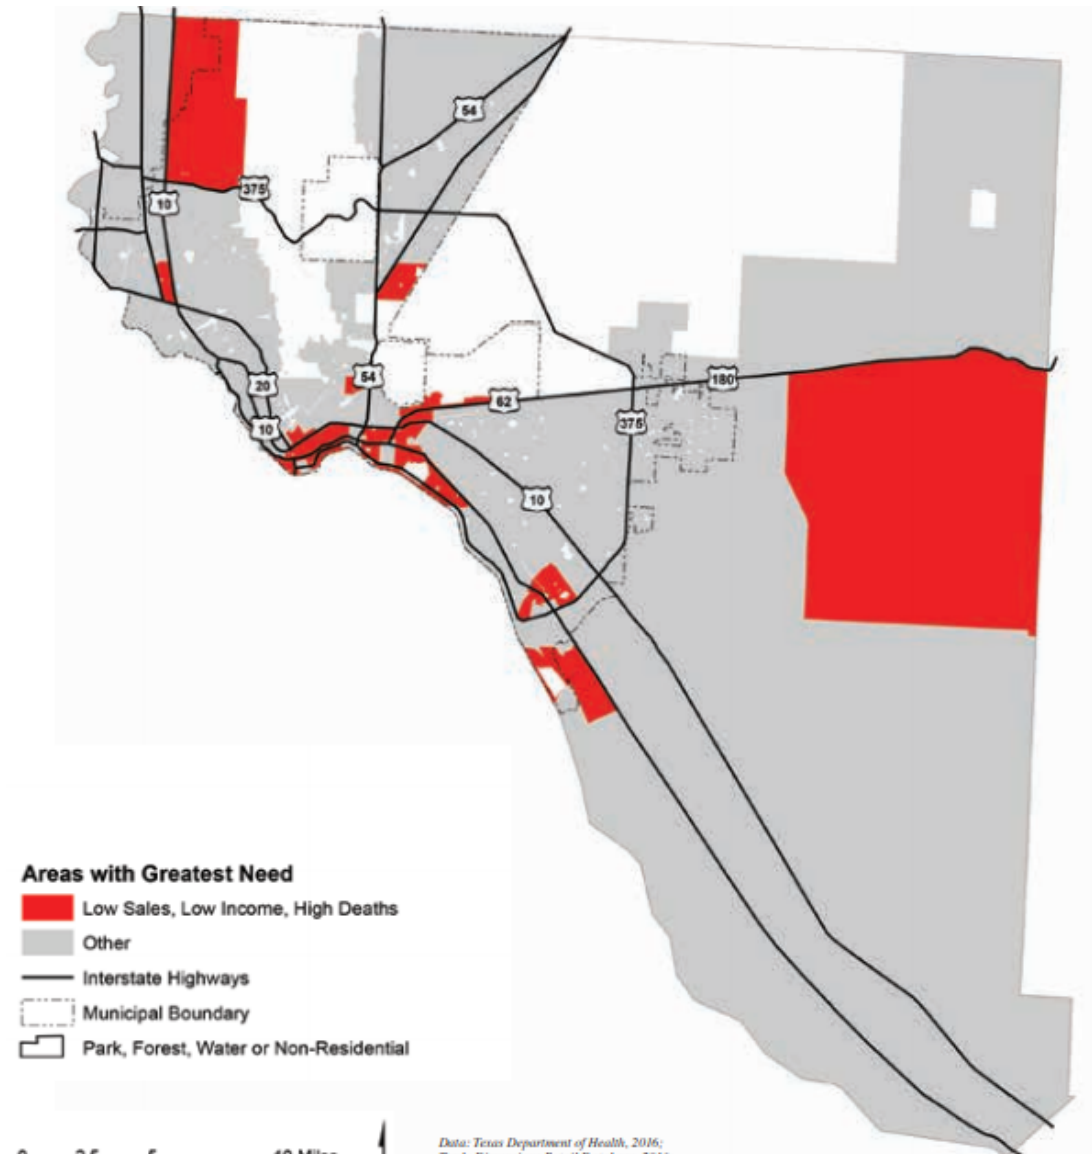 54
375
10
54
20
10
62
180
375
10
Areas with Greatest Need
Low Sales, Low Income, High Deaths
Other
Interstate Highways
Municipal Boundary
Park, Forest, Water or Non-Residential
Data: Texas Department of Health, 2016;
10 Miles